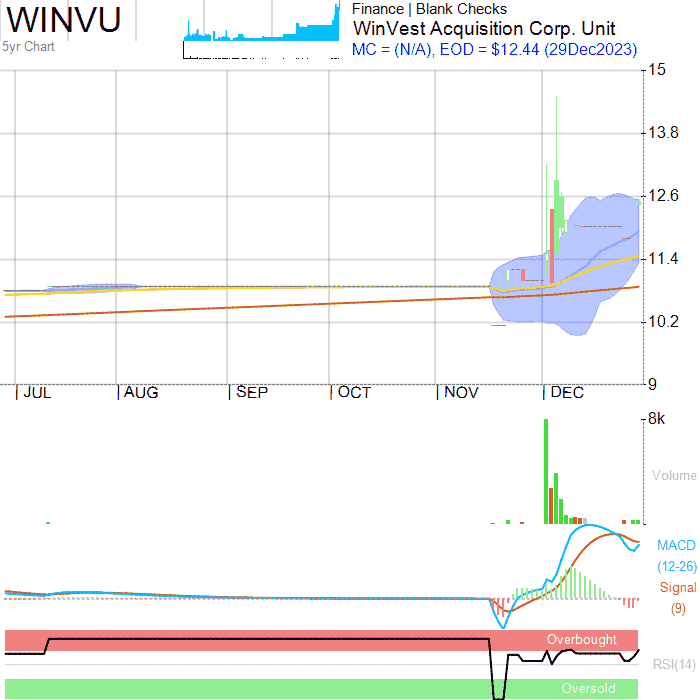 WINVU
5yr Chart
Finance | Blank Checks
WinVest Acquisition Corp. Unit
MC = (N/A), EOD = $12.44 (29Dec2023)
15
13.8
12.6
11.4
10.2
9
JUL AUG SEP OCT NOV DEC
8k
Volume
MACD
(12-26)
Signal
(9)
Overbought
RSI(14)
Oversold